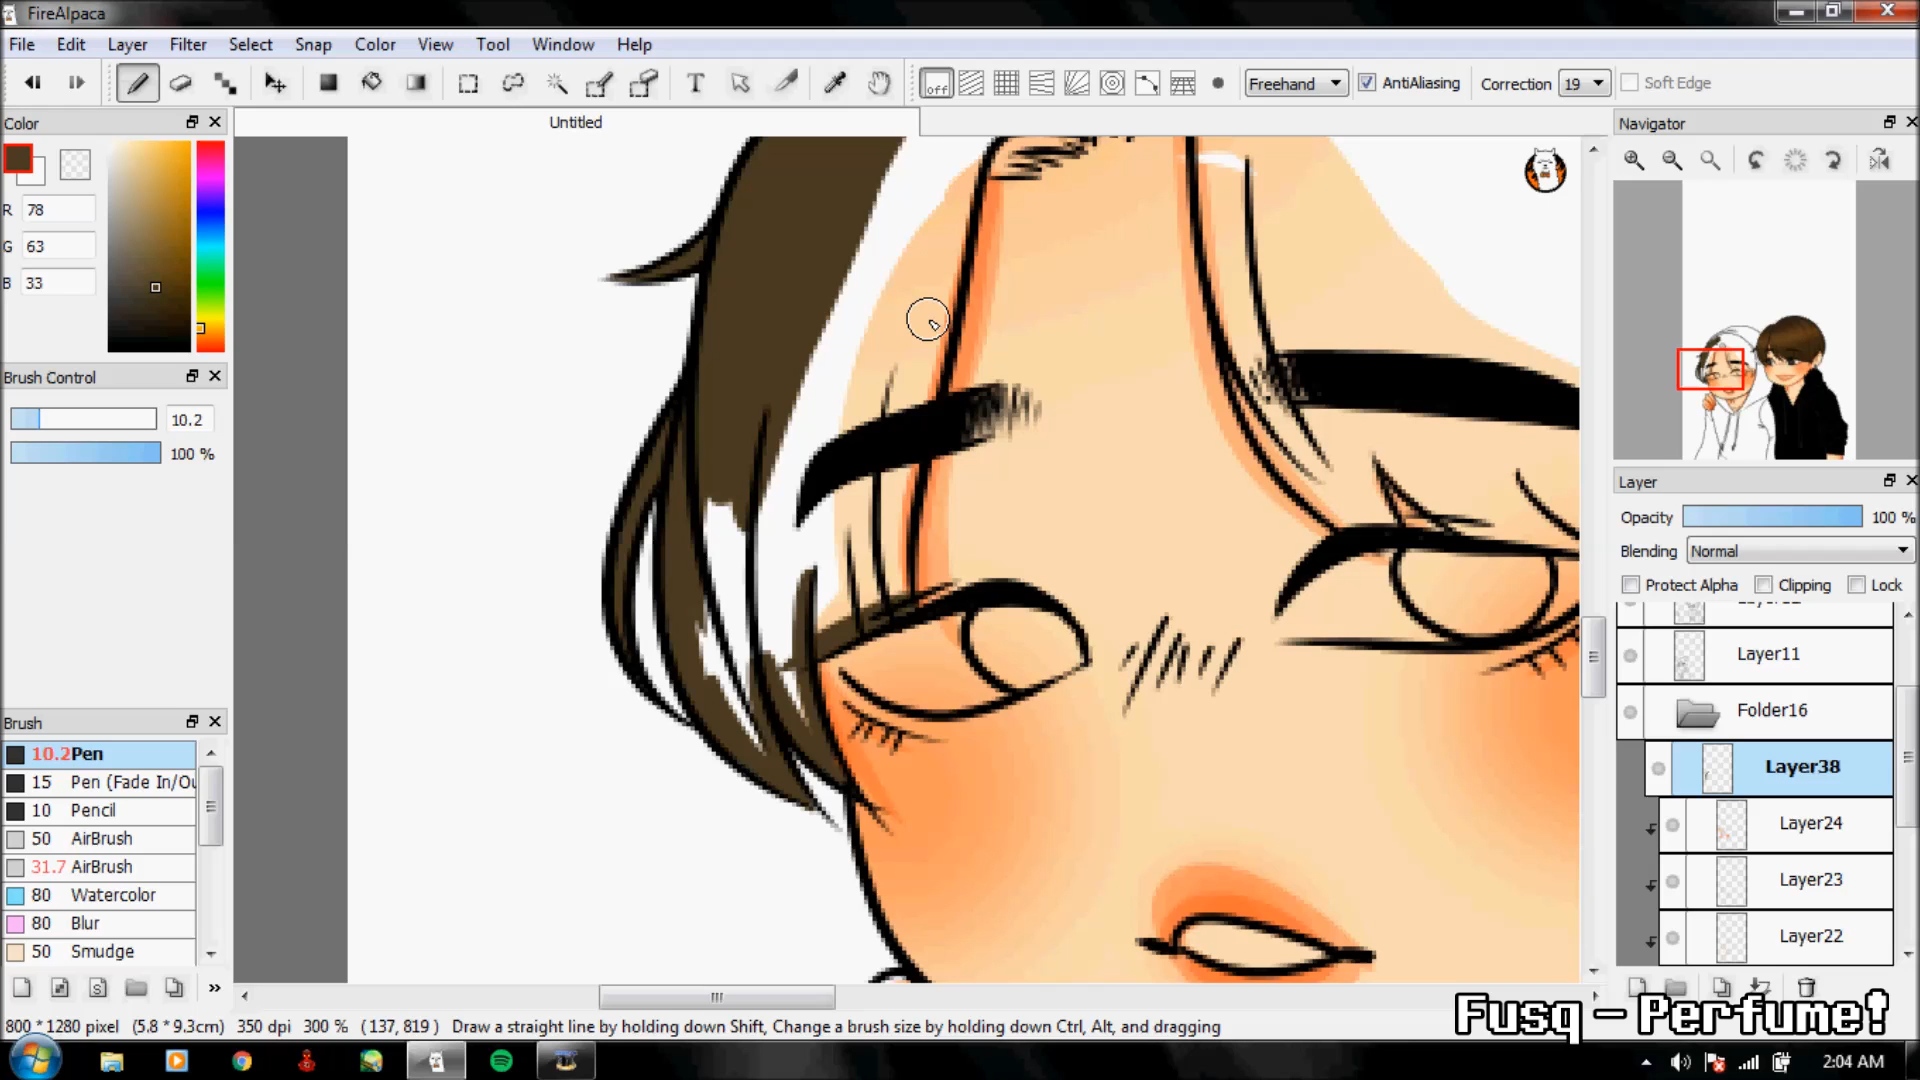 FireAlpaca
File Edit Layer Filter Select Snap Color View Tool Window Help
T off Freehand AntiAliasing Correction 19 Soft Edge
Color
Untitled
Navigator
R 78
G 63
B 33
Brush Control
10.2
100 %
Layer
Opacity 100 %
Blending Normal
Protect Alpha Clipping Lock
Layer11
Folder16
Layer38
Layer24
Layer23
Layer22
Brush
10.2 Pen
15 Pen (Fade In/Ou
10 Pencil
50 AirBrush
31.7 AirBrush
80 Watercolor
80 Blur
50 Smudge
S »
800 * 1280 pixel (5.8 * 9.3cm) 350 dpi 300 % ( 137, 819 ) Draw a straight line by holding down Shift, Change a brush size by holding down Ctrl, Alt, and dragging
Fusq - Perfume!
2:04 AM